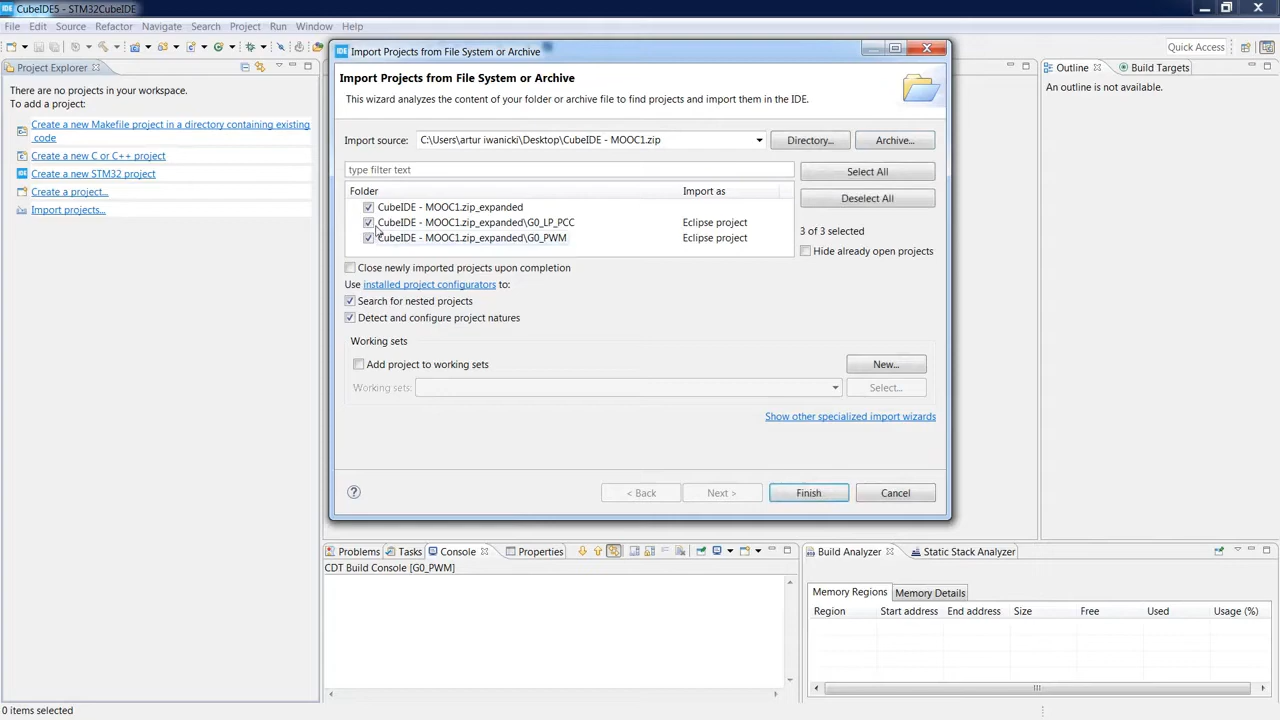 IDE CubeIDE5 - STM32CubeIDE
File Edit Source Refactor Navigate Search Project Run Window Help
Quick Access
Project Explorer
There are no projects in your workspace.
To add a project:
Create a new Makefile project in a directory containing existing
code
Create a new C or C++ project
IDE Create a new STM32 project
Create a project...
Import projects...
IDE Import Projects from File System or Archive
Import Projects from File System or Archive
This wizard analyzes the content of your folder or archive file to find projects and import them in the IDE.
Import source: C:\Users\artur iwanicki\Desktop\CubeIDE - MOOC1.zip Directory... Archive...
type filter text Select All
Folder Import as
CubeIDE - MOOC1.zip_expanded
CubeIDE - MOOC1.zip_expanded\G0_LP_PCC Eclipse project
CubeIDE - MOOC1.zip_expanded\G0_PWM Eclipse project
Deselect All
3 of 3 selected
Hide already open projects
Close newly imported projects upon completion
Use installed project configurators to:
Search for nested projects
Detect and configure project natures
Working sets
Add project to working sets New...
Working sets: Select...
Show other specialized import wizards
? < Back Next > Finish Cancel
Outline Build Targets
An outline is not available.
Problems Tasks Console Properties
CDT Build Console [G0_PWM]
Build Analyzer Static Stack Analyzer
Memory Regions Memory Details
Region Start address End address Size Free Used Usage (%)
0 items selected